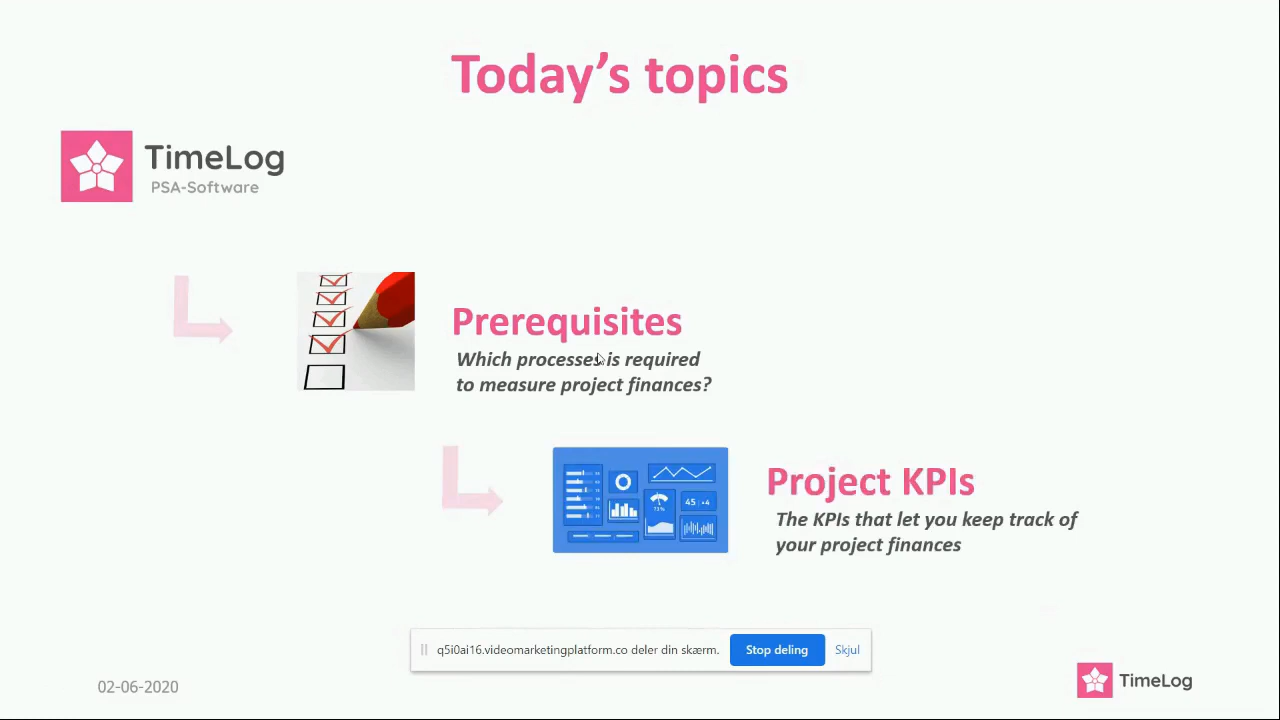 Today’s topics
TimeLog
PSA-Software
Prerequisites
Which processes is required
to measure project finances?
Project KPIs
The KPIs that let you keep track of
your project finances
q5i0ai16.videomarketingplatform.co deler din skærm.
Stop deling
Skjul
02-06-2020
TimeLog